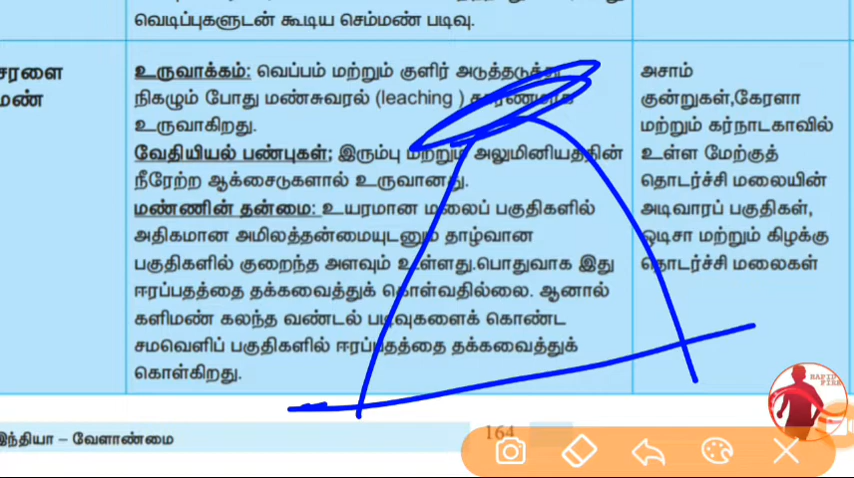 வெடிப்புகளுடன் கூடிய செம்மண் படிவு.
சரளை மண்
உருவாக்கம்: வெப்பம் மற்றும் குளிர் அடுத்தடுத்து
நிகழும் போது மண்சுவரல் (leaching ) காரணமாக
உருவாகிறது.
வேதியியல் பண்புகள்; இரும்பு மற்றும் அலுமினியத்தின்
நீரேற்ற ஆக்சைடுகளால் உருவானது.
மண்ணின் தன்மை: உயரமான மலைப் பகுதிகளில்
அதிகமான அமிலத்தன்மையுடனும் தாழ்வான
பகுதிகளில் குறைந்த அளவும் உள்ளது.பொதுவாக இது
ஈரப்பதத்தை தக்கவைத்துக் கொள்வதில்லை. ஆனால்
களிமண் கலந்த வண்டல் படிவுகளைக் கொண்ட
சமவெளிப் பகுதிகளில் ஈரப்பதத்தை தக்கவைத்துக்
கொள்கிறது.
அசாம்
குன்றுகள்,கேரளா
மற்றும் கர்நாடகாவில்
உள்ள மேற்குத்
தொடர்ச்சி மலையின்
அடிவாரப் பகுதிகள்,
ஒடிசா மற்றும் கிழக்கு
தொடர்ச்சி மலைகள்
இந்தியா – வேளாண்மை
164
RAPID
FIRE